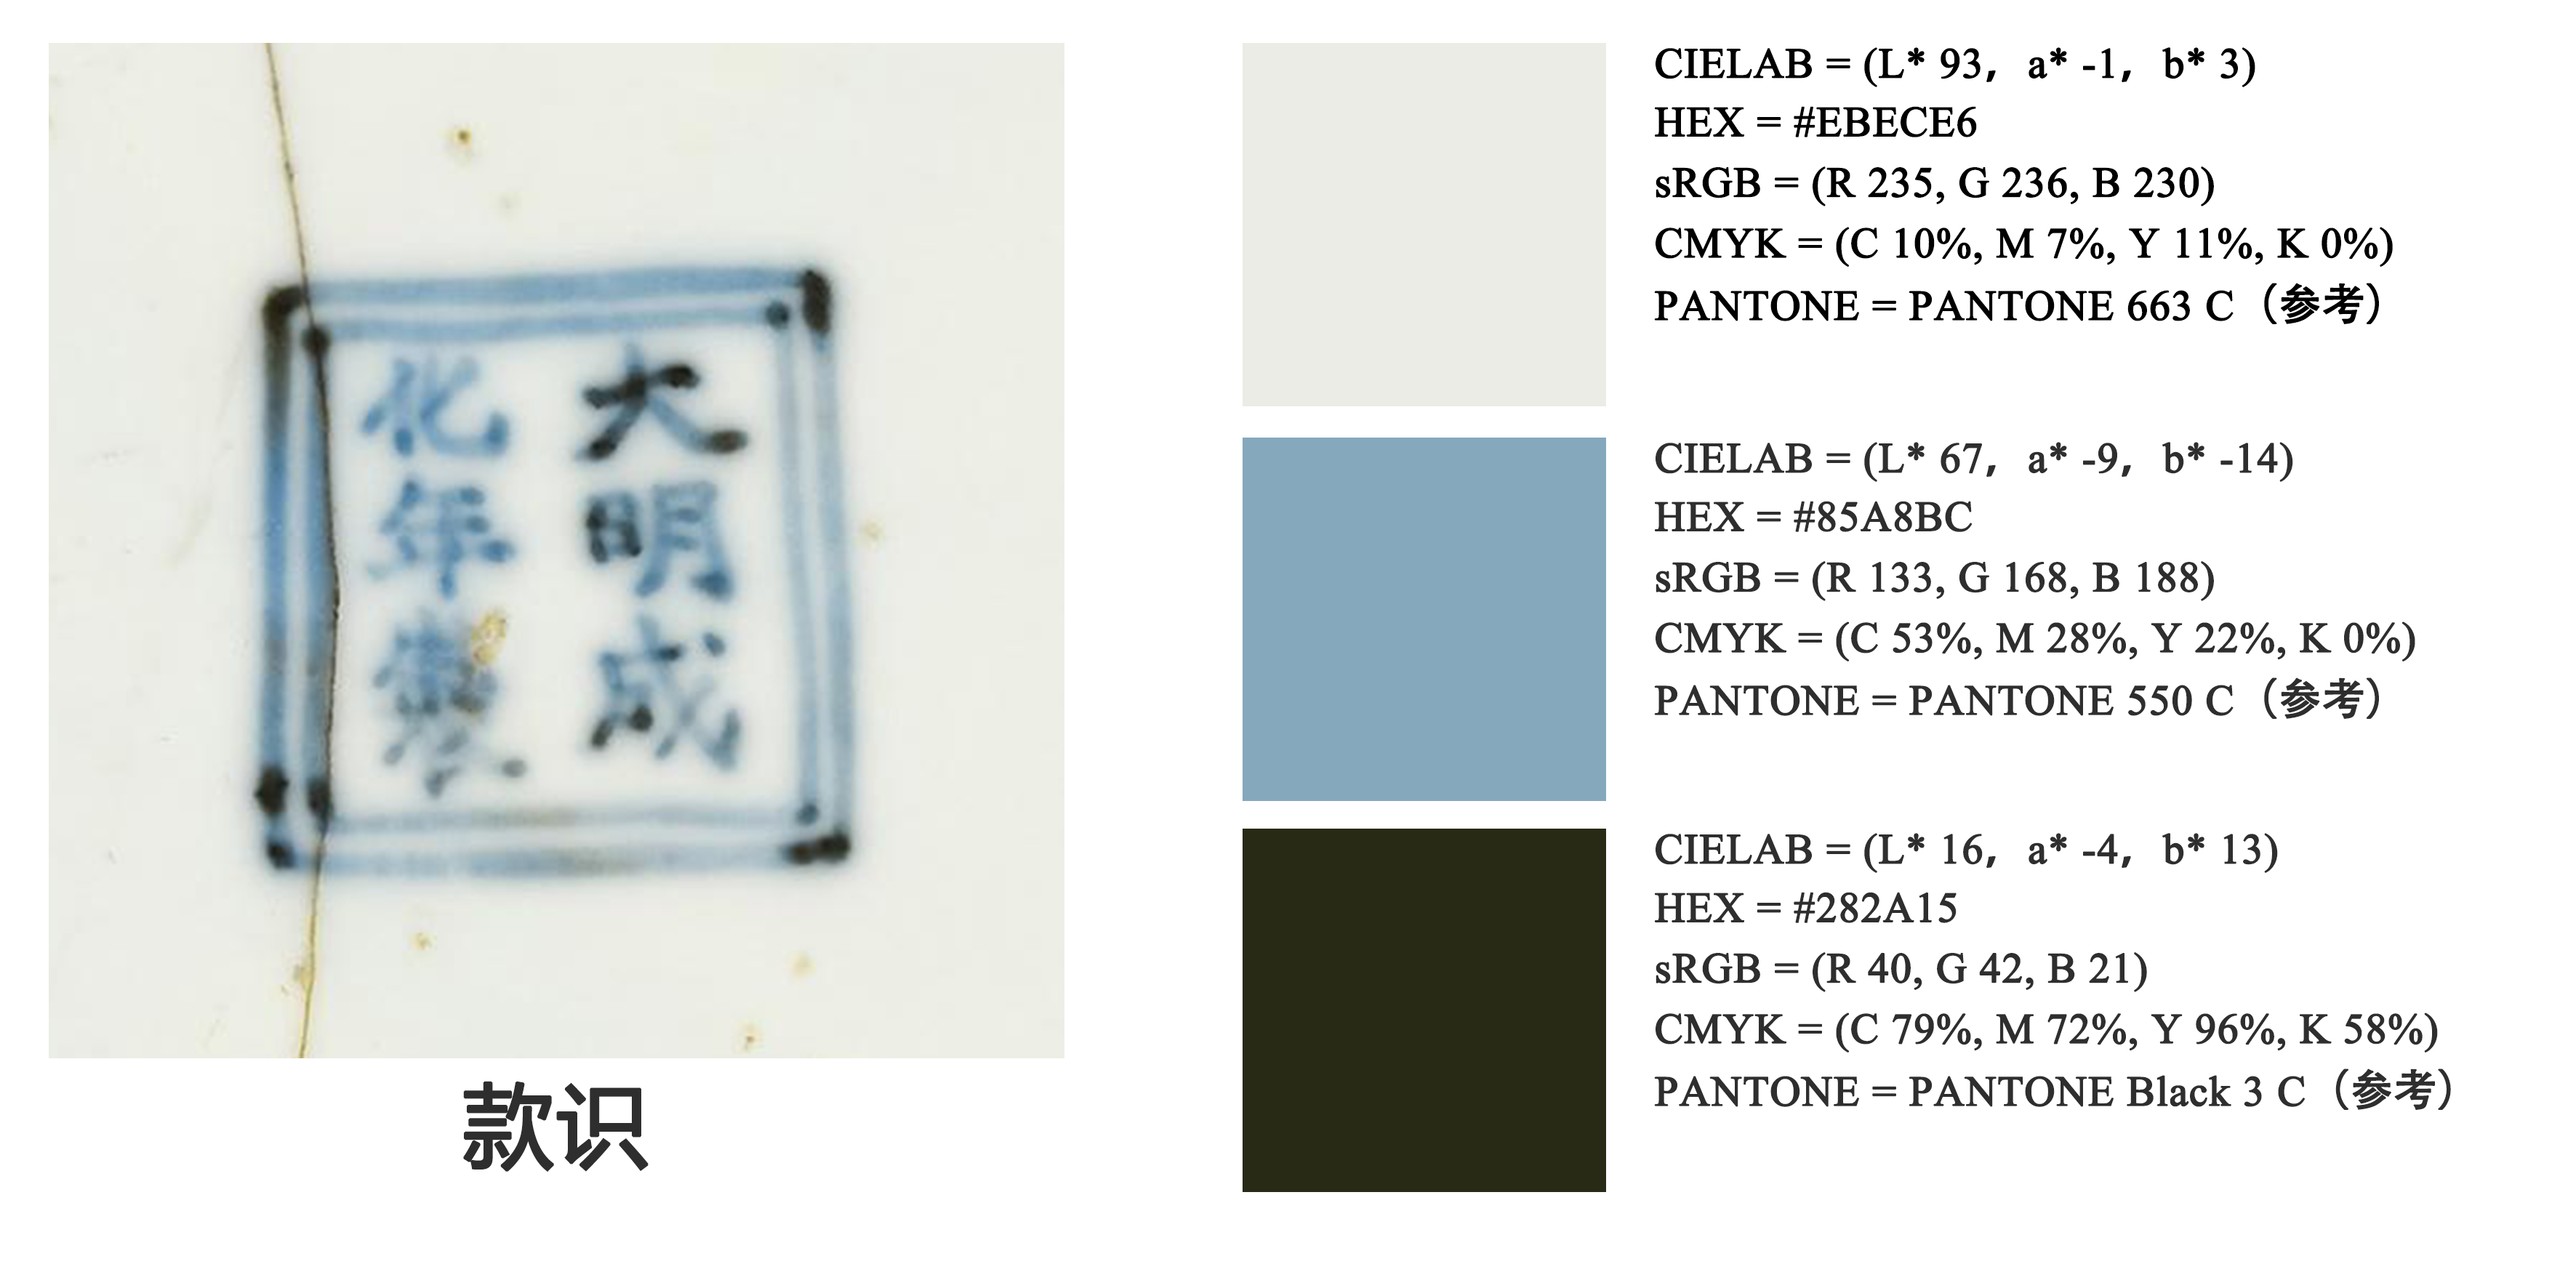 大明成
化年製
款识
CIELAB = (L* 93, a* -1, b* 3)
HEX = #EBECE6
sRGB = (R 235, G 236, B 230)
CMYK = (C 10%, M 7%, Y 11%, K 0%)
PANTONE = PANTONE 663 C（参考）
CIELAB = (L* 67, a* -9, b* -14)
HEX = #85A8BC
sRGB = (R 133, G 168, B 188)
CMYK = (C 53%, M 28%, Y 22%, K 0%)
PANTONE = PANTONE 550 C（参考）
CIELAB = (L* 16, a* -4, b* 13)
HEX = #282A15
sRGB = (R 40, G 42, B 21)
CMYK = (C 79%, M 72%, Y 96%, K 58%)
PANTONE = PANTONE Black 3 C（参考）